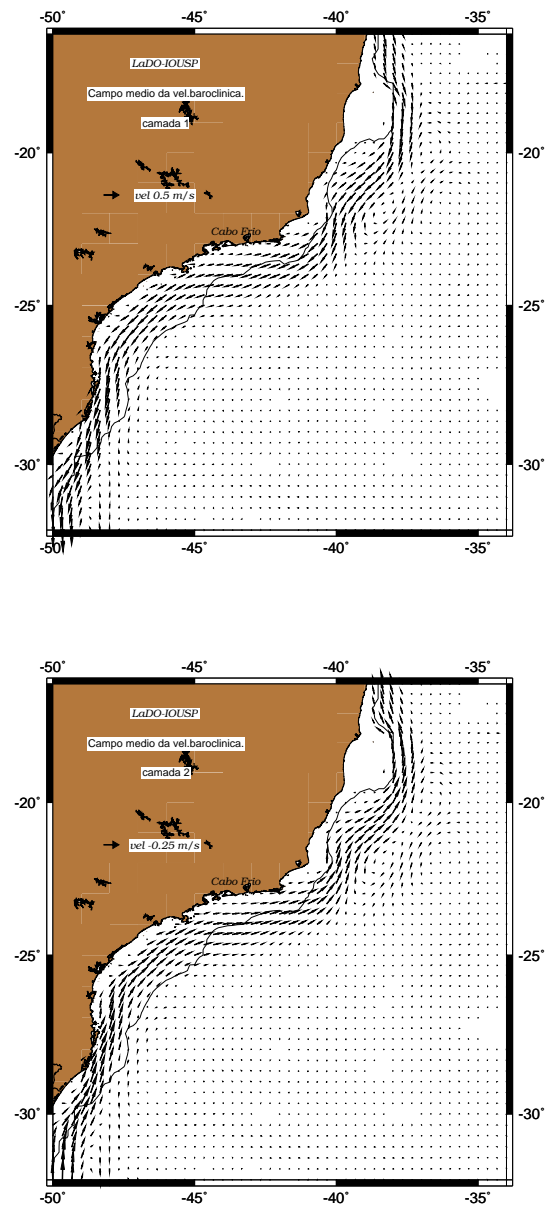 -50˚ -45˚ -40˚ -35˚
LaDO-IOUSP
Campo medio da vel.baroclinica.
camada 1
-20˚ -20˚
vel 0.5 m/s
Cabo Frio
-25˚ -25˚
-30˚ -30˚
-50˚ -45˚ -40˚ -35˚
-50˚ -45˚ -40˚ -35˚
LaDO-IOUSP
Campo medio da vel.baroclinica.
camada 2
-20˚ -20˚
vel -0.25 m/s
Cabo Frio
-25˚ -25˚
-30˚ -30˚
-50˚ -45˚ -40˚ -35˚